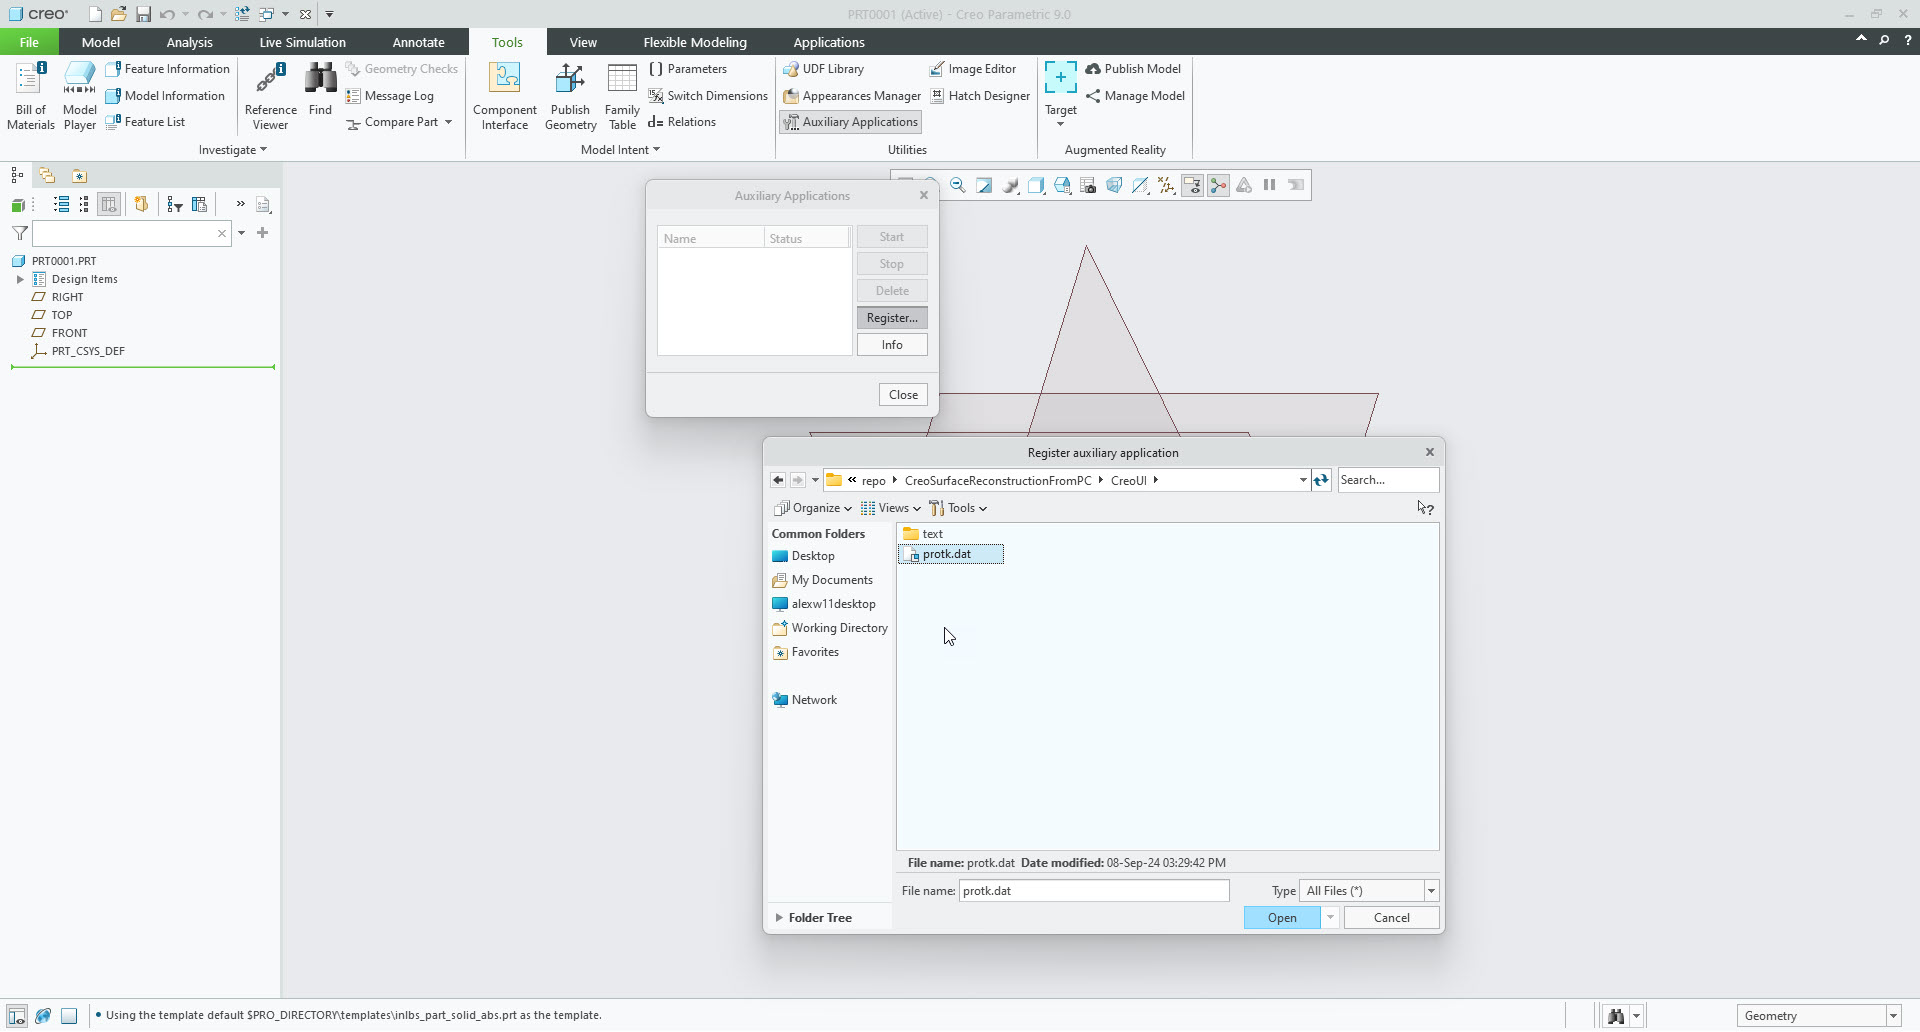 creo
PRT0001 (Active) - Creo Parametric 9.0
File Model Analysis Live Simulation Annotate Tools View Flexible Modeling Applications
Bill of Materials
Model Player
Feature Information
Model Information
Feature List
Reference Viewer
Find
Geometry Checks
Message Log
Compare Part
Investigate
Component Interface
Publish Geometry
Family Table
Parameters
Switch Dimensions
Relations
Model Intent
UDF Library
Appearances Manager
Auxiliary Applications
Image Editor
Hatch Designer
Utilities
Target
Publish Model
Manage Model
Augmented Reality
PRT0001.PRT
Design Items
RIGHT
TOP
FRONT
PRT_CSYS_DEF
Auxiliary Applications
Name Status
Start
Stop
Delete
Register...
Info
Close
Register auxiliary application
« repo CreoSurfaceReconstructionFromPC CreoUI
Search...
Organize Views Tools
Common Folders
Desktop
My Documents
alexw11desktop
Working Directory
Favorites
Network
Folder Tree
text
protk.dat
File name: protk.dat Date modified: 08-Sep-24 03:29:42 PM
File name: protk.dat
Type All Files (*)
Open Cancel
• Using the template default $PRO_DIRECTORY\templates\inlbs_part_solid_abs.prt as the template.
Geometry